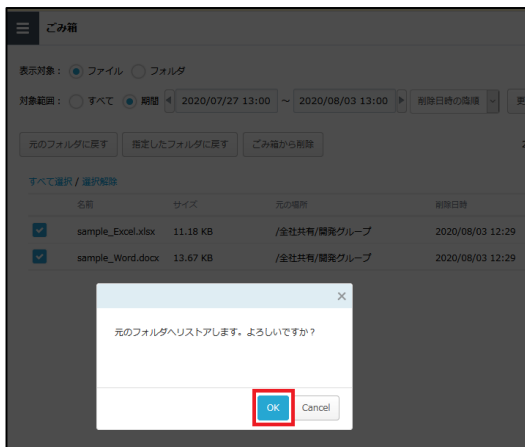 ごみ箱
表示対象： ファイル フォルダ
対象範囲： すべて 期間 2020/07/27 13:00 ～ 2020/08/03 13:00 削除日時の降順
元のフォルダに戻す 指定したフォルダに戻す ごみ箱から削除
すべて選択 / 選択解除
名前 サイズ 元の場所 削除日時
sample_Excel.xlsx 11.18 KB /全社共有/開発グループ 2020/08/03 12:29
sample_Word.docx 13.67 KB /全社共有/開発グループ 2020/08/03 12:29
元のフォルダへリストアします。よろしいですか？
OK Cancel